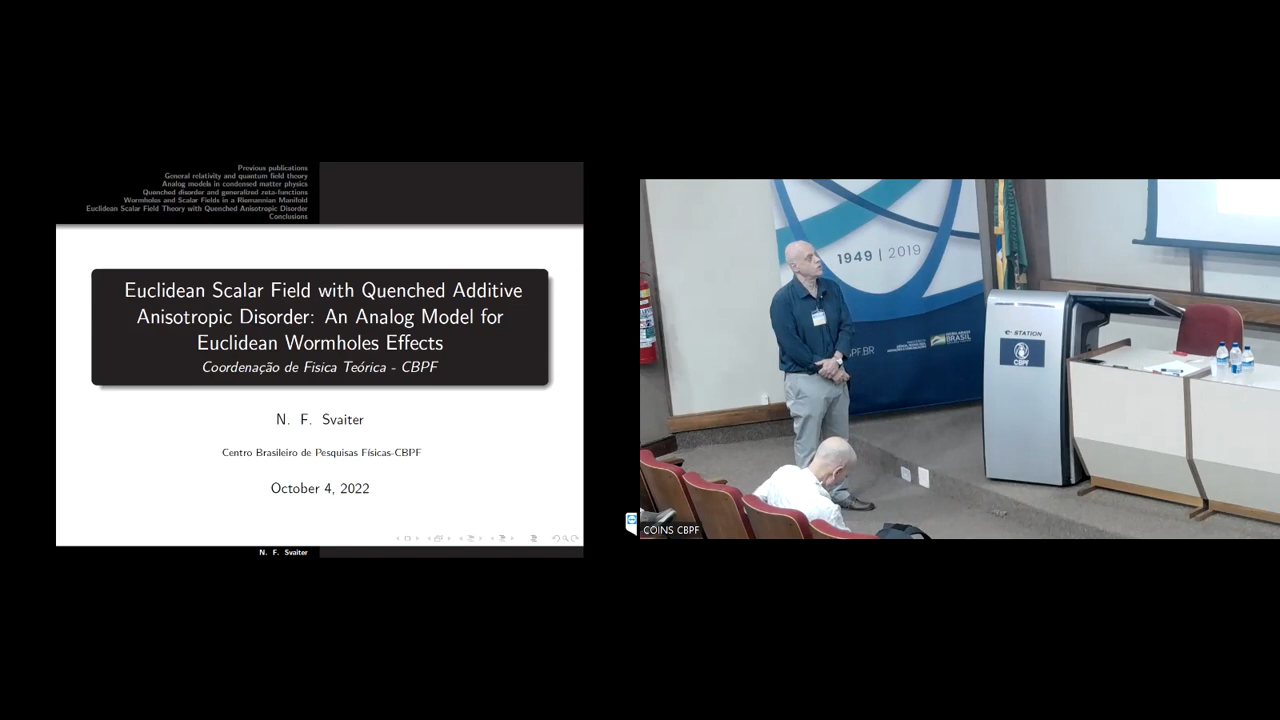 Previous publications
General relativity and quantum field theory
Analog models in condensed matter physics
Quenched disorder and generalized zeta-functions
Wormholes and Scalar Fields in a Riemannian Manifold
Euclidean Scalar Field Theory with Quenched Anisotropic Disorder
Conclusions
Euclidean Scalar Field with Quenched Additive
Anisotropic Disorder: An Analog Model for
Euclidean Wormholes Effects
Coordenação de Fisica Teórica - CBPF
N. F. Svaiter
Centro Brasileiro de Pesquisas Físicas-CBPF
October 4, 2022
N. F. Svaiter
1949 | 2019
PF.BR
BRASIL
e-STATION
CBPF
COINS CBPF